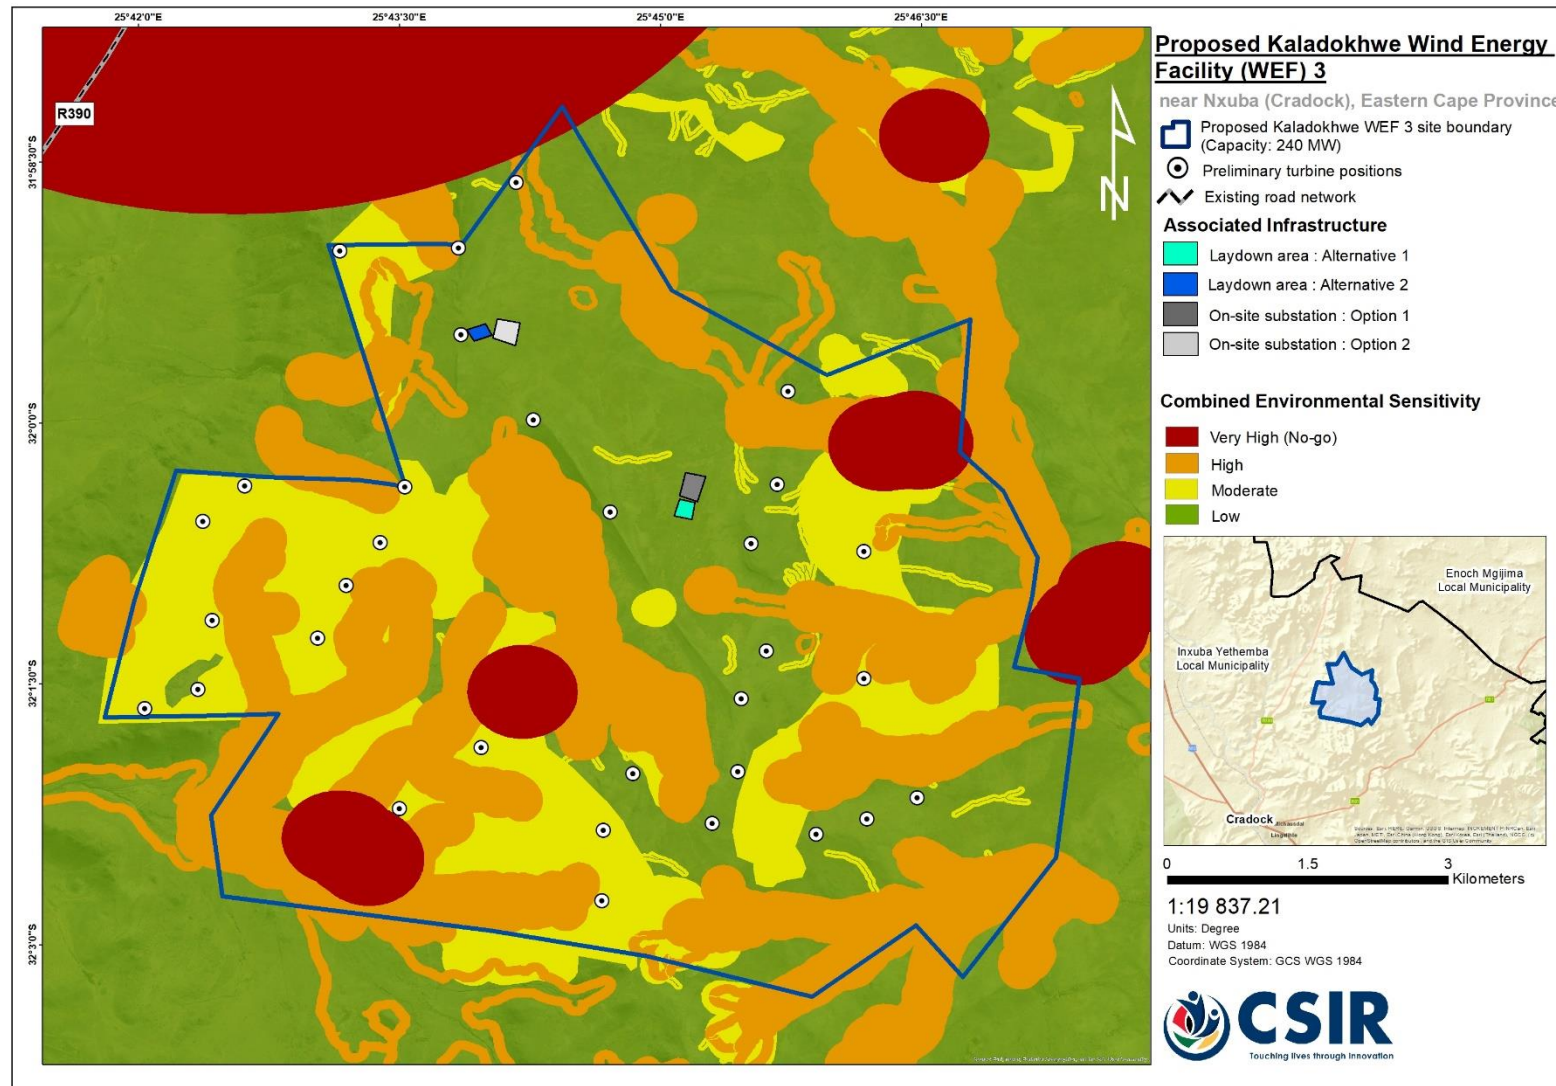 25°42'0"E
25°43'30"E
25°45'0"E
25°46'30"E
31°58'30"S
32°0'0"S
32°1'30"S
32°3'0"S
R390
N
Proposed Kaladokhwe Wind Energy
Facility (WEF) 3
near Nxuba (Cradock), Eastern Cape Province
Proposed Kaladokhwe WEF 3 site boundary
(Capacity: 240 MW)
Preliminary turbine positions
Existing road network
Associated Infrastructure
Laydown area : Alternative 1
Laydown area : Alternative 2
On-site substation : Option 1
On-site substation : Option 2
Combined Environmental Sensitivity
Very High (No-go)
High
Moderate
Low
Enoch Mgijima
Local Municipality
Inxuba Yethemba
Local Municipality
Cradock
0 1.5 3
Kilometers
1:19 837.21
Units: Degree
Datum: WGS 1984
Coordinate System: GCS WGS 1984
CSIR
Touching lives through innovation